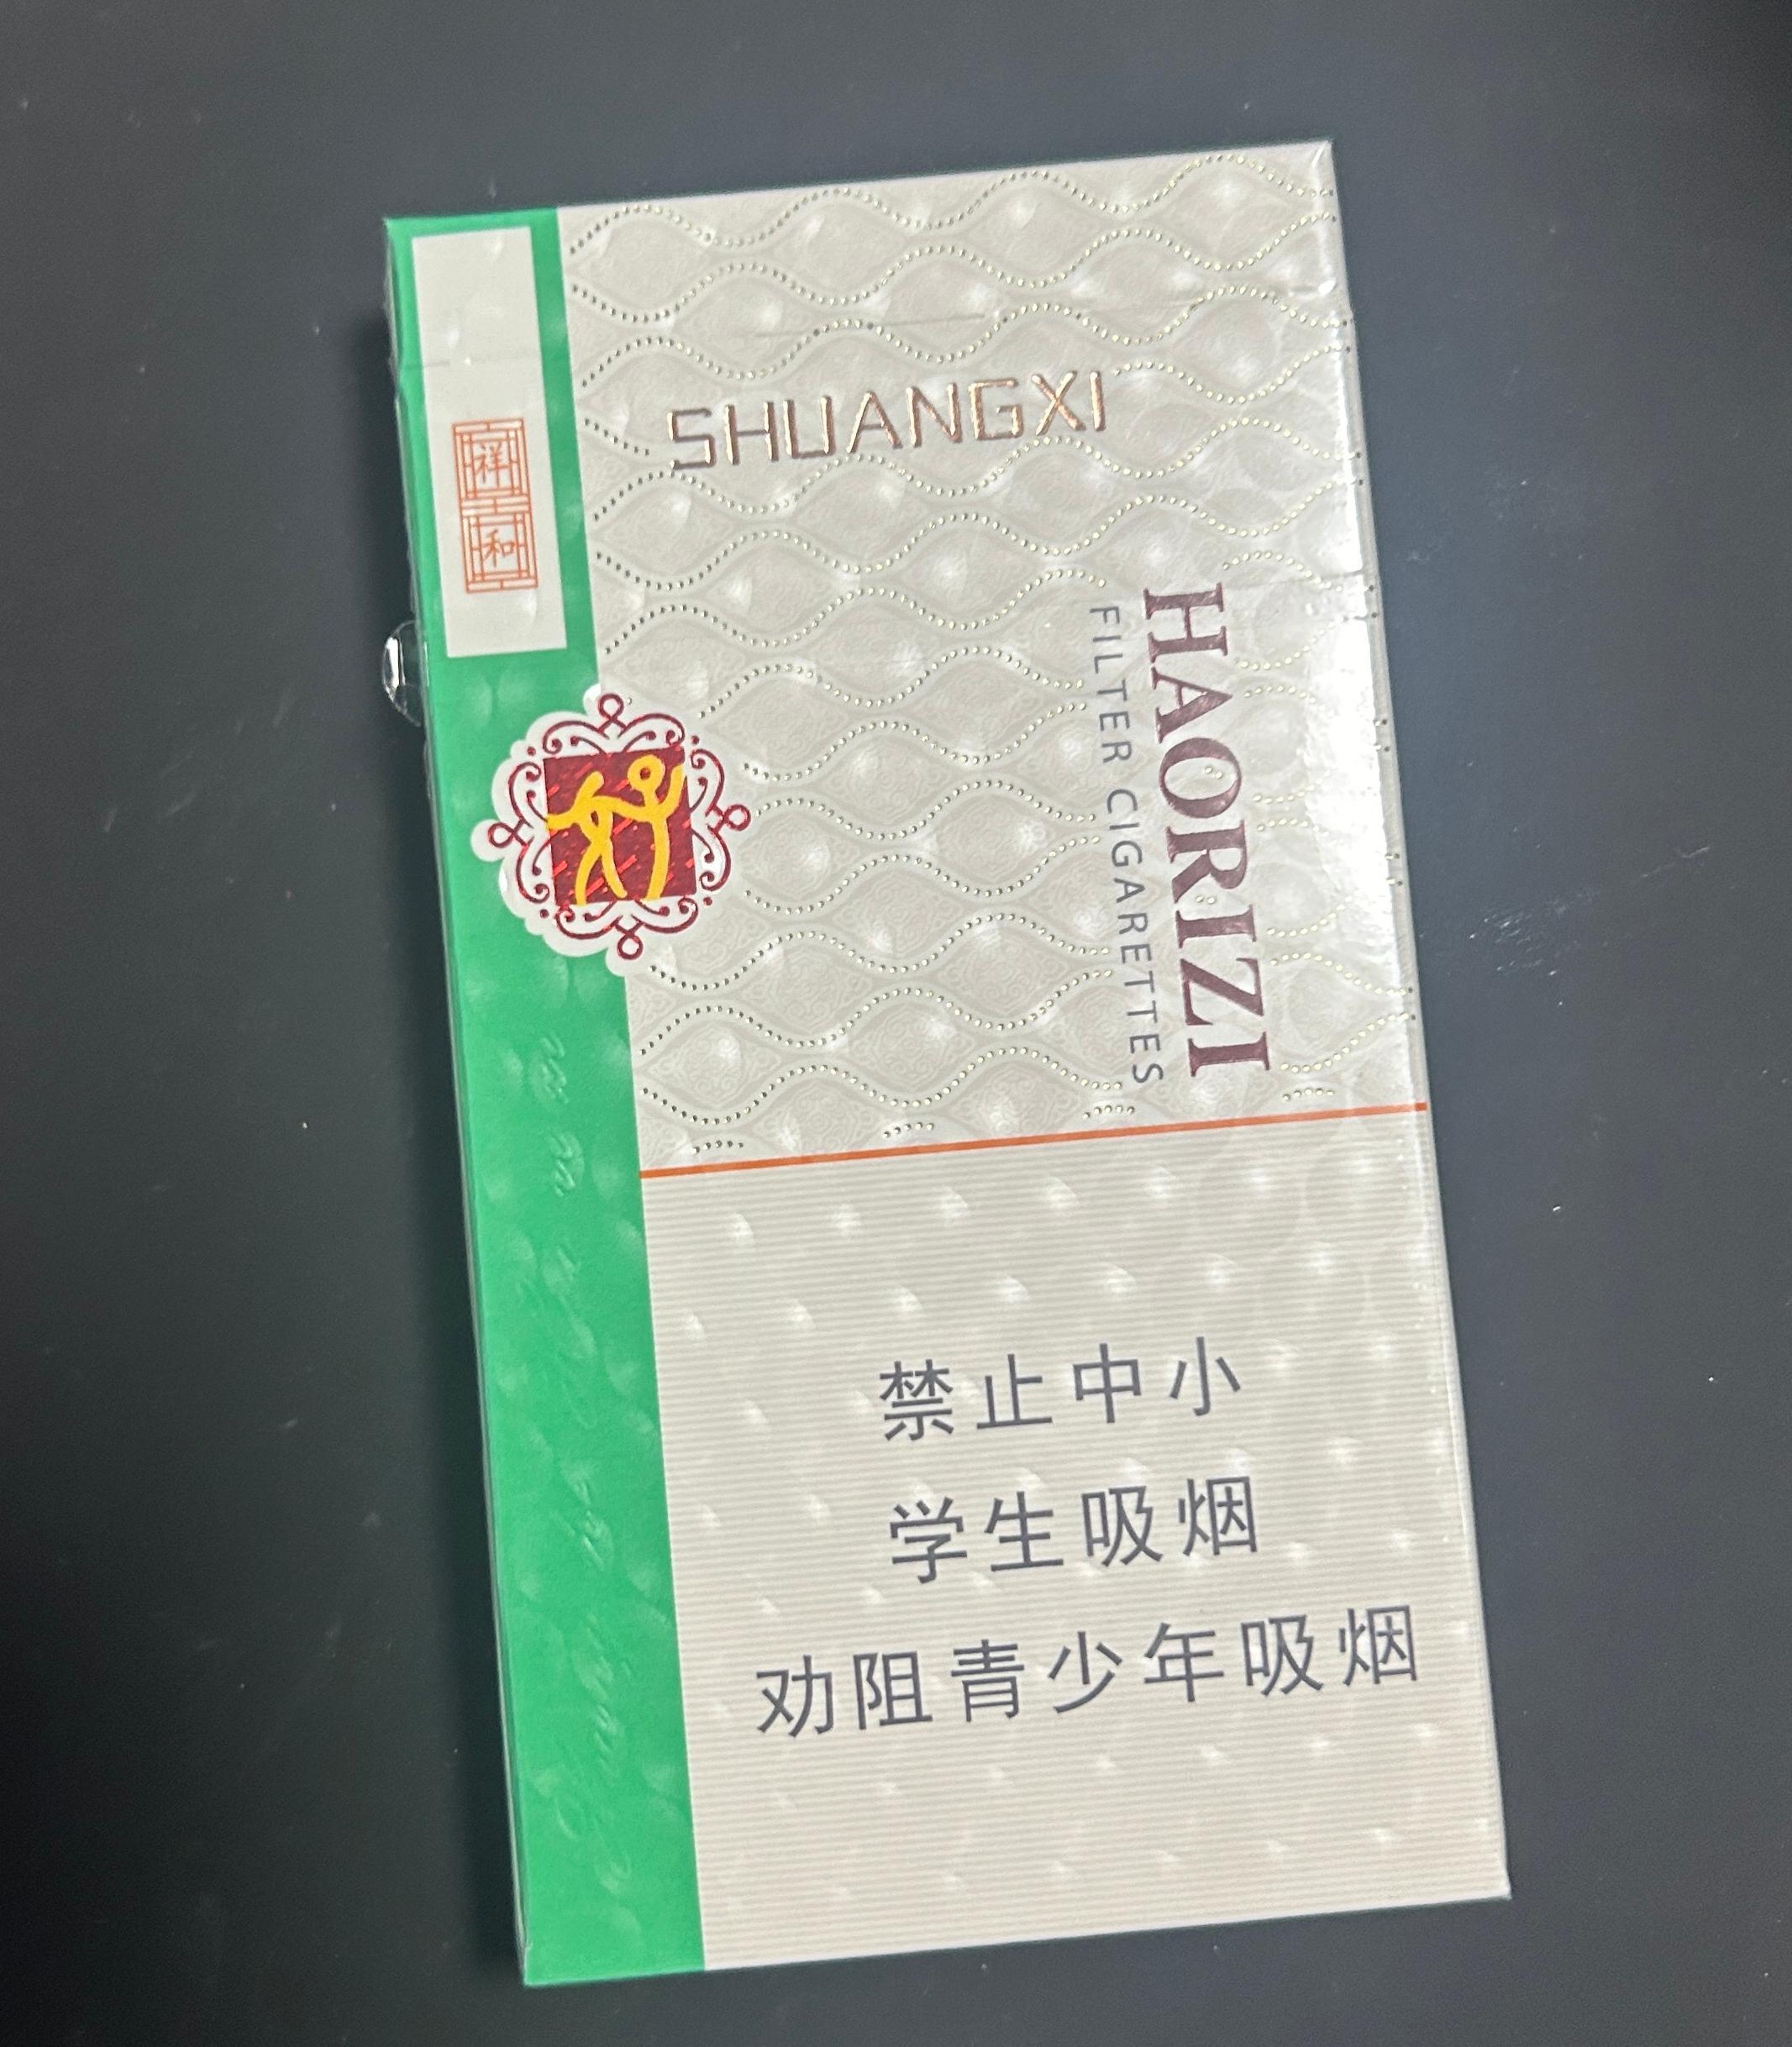 SHUANGXI
祥和
HAORIZI
FILTER CIGARETTES
禁止中小
学生吸烟
劝阻青少年吸烟